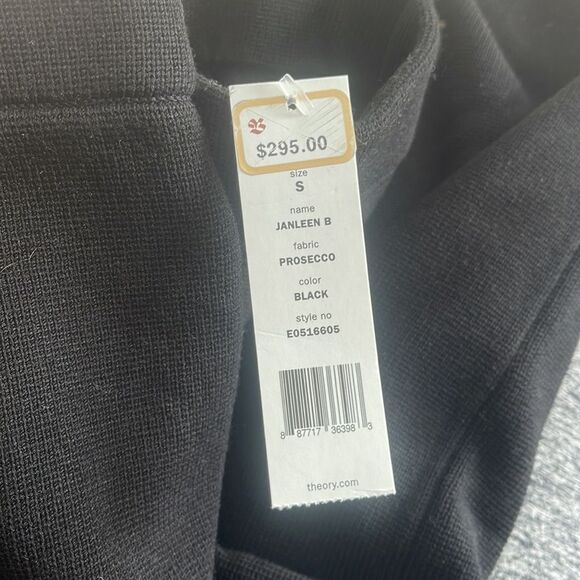 $295.00
size
S
name
JANLEEN B
fabric
PROSECCO
color
BLACK
style no
E0516605
8 87717 36398 3
theory.com